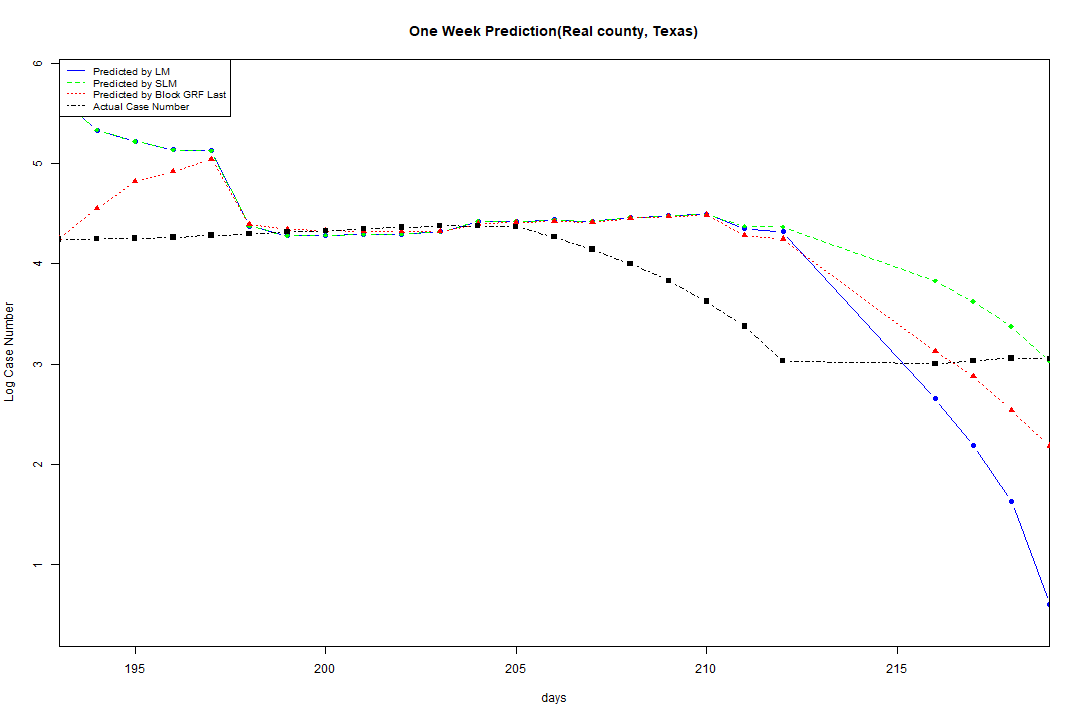 One Week Prediction(Real county, Texas)
6
Predicted by LM
Predicted by SLM
Predicted by Block GRF Last
Actual Case Number
5
4
3
2
1
Log Case Number
195 200 205 210 215
days